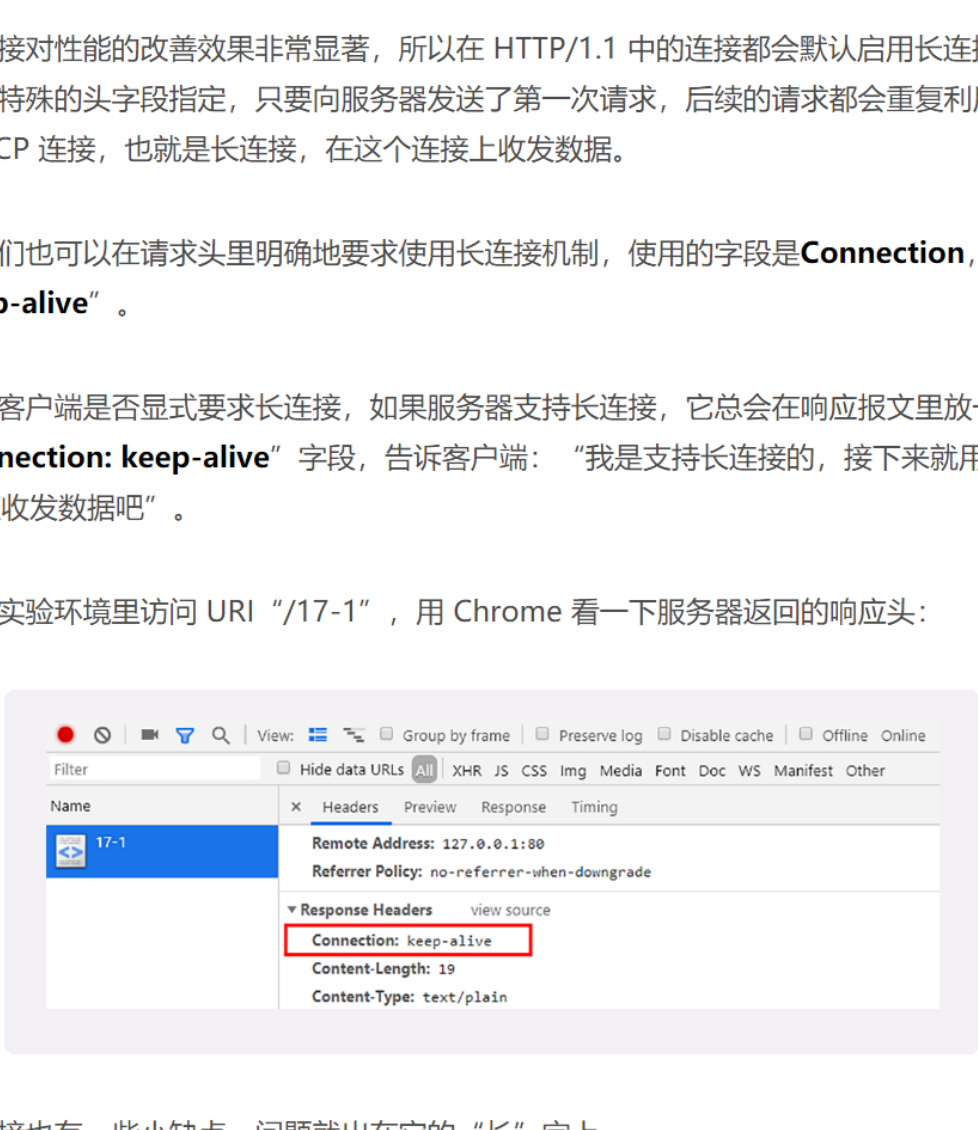 接对性能的改善效果非常显著，所以在 HTTP/1.1 中的连接都会默认启用长连
特殊的头字段指定，只要向服务器发送了第一次请求，后续的请求都会重复利
CP 连接，也就是长连接，在这个连接上收发数据。
们也可以在请求头里明确地要求使用长连接机制，使用的字段是Connection，
p-alive”。
客户端是否显式要求长连接，如果服务器支持长连接，它总会在响应报文里放
nection: keep-alive”字段，告诉客户端：“我是支持长连接的，接下来就用
收发数据吧”。
实验环境里访问 URI“/17-1”，用 Chrome 看一下服务器返回的响应头：
View: Group by frame Preserve log Disable cache Offline Online
Filter Hide data URLs All XHR JS CSS Img Media Font Doc WS Manifest Other
Name × Headers Preview Response Timing
17-1
Remote Address: 127.0.0.1:80
Referrer Policy: no-referrer-when-downgrade
Response Headers view source
Connection: keep-alive
Content-Length: 19
Content-Type: text/plain